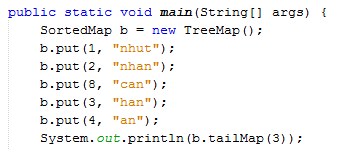 public static void main(String[] args) {
SortedMap b = new TreeMap();
b.put(1, "nhut");
b.put(2, "nhan");
b.put(8, "can");
b.put(3, "han");
b.put(4, "an");
System.out.println(b.tailMap(3));